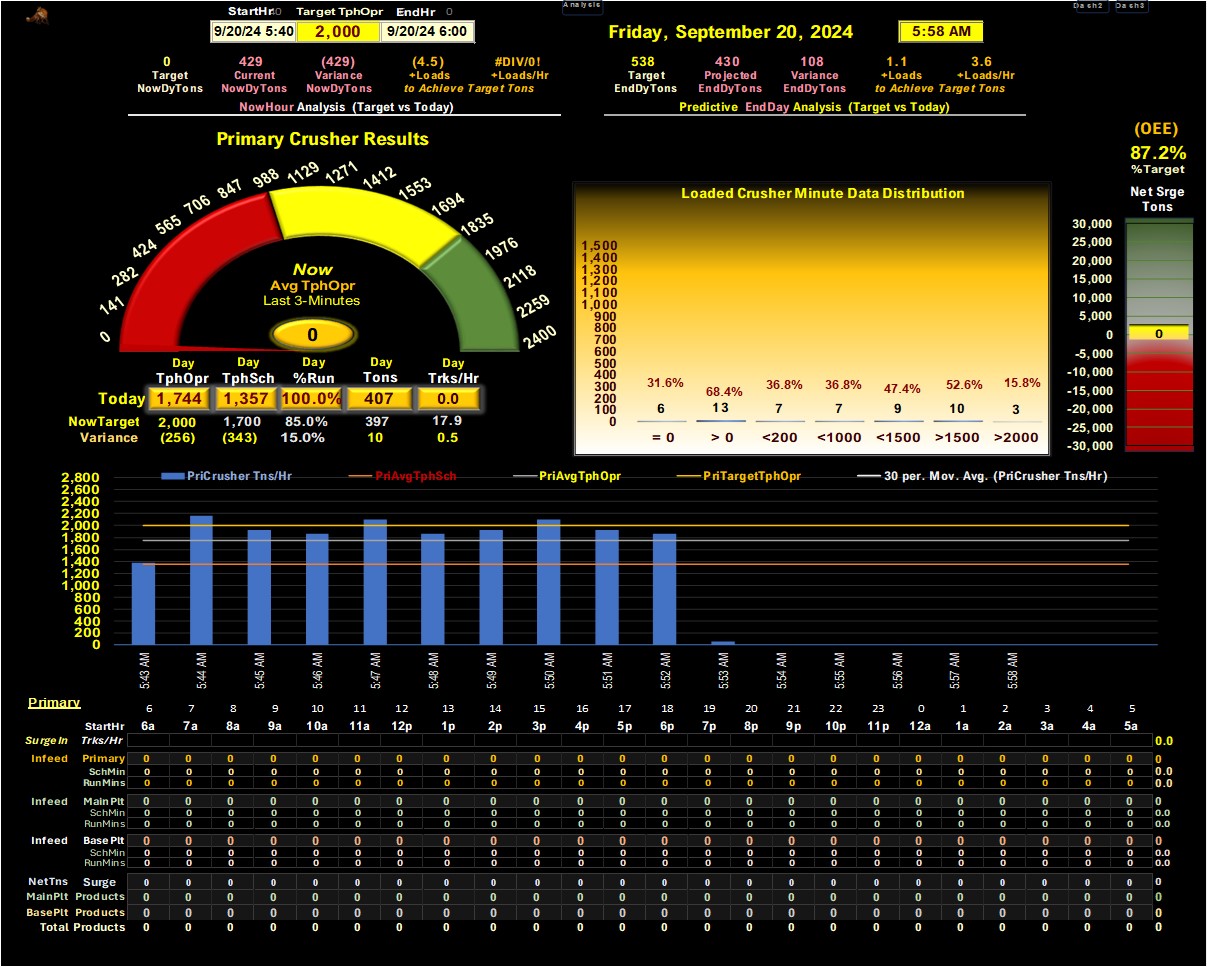 StartHr 0 Target TphOpr EndHr 0
9/20/24 5:40 2,000 9/20/24 6:00
Analysis
Dash2 Dash3
Friday, September 20, 2024
5:58 AM
0 429 (429) (4.5) #DIV/0!
Target Current Variance +Loads +Loads/Hr
NowDyTons NowDyTons NowDyTons to Achieve Target Tons
NowHour Analysis (Target vs Today)
538 430 108 1.1 3.6
Target Projected Variance +Loads +Loads/Hr
EndDyTons EndDyTons EndDyTons to Achieve Target Tons
Predictive EndDay Analysis (Target vs Today)
Primary Crusher Results
0
141
282
424
565
706
847
988
1129
1271
1412
1553
1694
1835
1976
2118
2259
2400
Now
Avg TphOpr
Last 3-Minutes
0
Day Day Day Day Day
TphOpr TphSch %Run Tons Trks/Hr
Today 1,744 1,357 100.0% 407 0.0
NowTarget 2,000 1,700 85.0% 397 17.9
Variance (256) (343) 15.0% 10 0.5
Loaded Crusher Minute Data Distribution
1,500
1,400
1,300
1,200
1,100
1,000
900
800
700
600
500
400
300
200
100
0
31.6% 68.4% 36.8% 36.8% 47.4% 52.6% 15.8%
6 13 7 7 9 10 3
= 0 > 0 <200 <1000 <1500 >1500 >2000
(OEE)
87.2%
%Target
Net Srge
Tons
30,000
25,000
20,000
15,000
10,000
5,000
0
-5,000
-10,000
-15,000
-20,000
-25,000
-30,000
0
PriCrusher Tns/Hr PriAvgTphSch PriAvgTphOpr PriTargetTphOpr 30 per. Mov. Avg. (PriCrusher Tns/Hr)
2,800
2,600
2,400
2,200
2,000
1,800
1,600
1,400
1,200
1,000
800
600
400
200
0
5:43 AM 5:44 AM 5:45 AM 5:46 AM 5:47 AM 5:48 AM 5:49 AM 5:50 AM 5:51 AM 5:52 AM 5:53 AM 5:54 AM 5:55 AM 5:56 AM 5:57 AM 5:58 AM
Primary
6 7 8 9 10 11 12 13 14 15 16 17 18 19 20 21 22 23 0 1 2 3 4 5
StartHr 6a 7a 8a 9a 10a 11a 12p 1p 2p 3p 4p 5p 6p 7p 8p 9p 10p 11p 12a 1a 2a 3a 4a 5a
SurgeIn Trks/Hr 0.0
Infeed Primary 0 0 0 0 0 0 0 0 0 0 0 0 0 0 0 0 0 0 0 0 0 0 0 0 0
SchMin 0 0 0 0 0 0 0 0 0 0 0 0 0 0 0 0 0 0 0 0 0 0 0 0 0.0
RunMins 0 0 0 0 0 0 0 0 0 0 0 0 0 0 0 0 0 0 0 0 0 0 0 0 0.0
Infeed Main Plt 0 0 0 0 0 0 0 0 0 0 0 0 0 0 0 0 0 0 0 0 0 0 0 0 0
SchMin 0 0 0 0 0 0 0 0 0 0 0 0 0 0 0 0 0 0 0 0 0 0 0 0 0.0
RunMins 0 0 0 0 0 0 0 0 0 0 0 0 0 0 0 0 0 0 0 0 0 0 0 0 0.0
Infeed Base Plt 0 0 0 0 0 0 0 0 0 0 0 0 0 0 0 0 0 0 0 0 0 0 0 0 0
SchMin 0 0 0 0 0 0 0 0 0 0 0 0 0 0 0 0 0 0 0 0 0 0 0 0 0.0
RunMins 0 0 0 0 0 0 0 0 0 0 0 0 0 0 0 0 0 0 0 0 0 0 0 0 0.0
NetTns Surge 0 0 0 0 0 0 0 0 0 0 0 0 0 0 0 0 0 0 0 0 0 0 0 0 0
MainPlt Products 0 0 0 0 0 0 0 0 0 0 0 0 0 0 0 0 0 0 0 0 0 0 0 0 0
BasePlt Products 0 0 0 0 0 0 0 0 0 0 0 0 0 0 0 0 0 0 0 0 0 0 0 0 0
Total Products 0 0 0 0 0 0 0 0 0 0 0 0 0 0 0 0 0 0 0 0 0 0 0 0 0